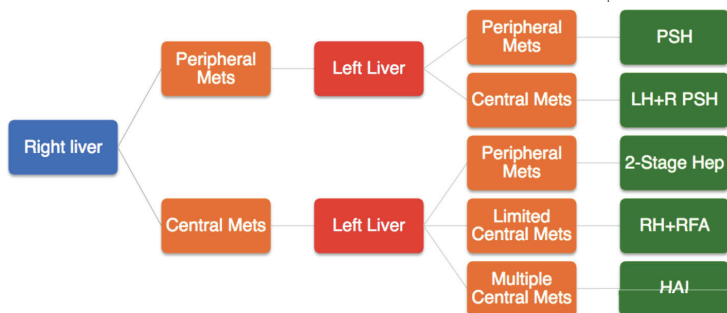 Peripheral
Mets
PSH
Peripheral
Mets
Left Liver
Central Mets
LH+R PSH
Right liver
Peripheral
Mets
2-Stage Hep
Central Mets
Left Liver
Limited
Central Mets
RH+RFA
Multiple
Central Mets
HAI